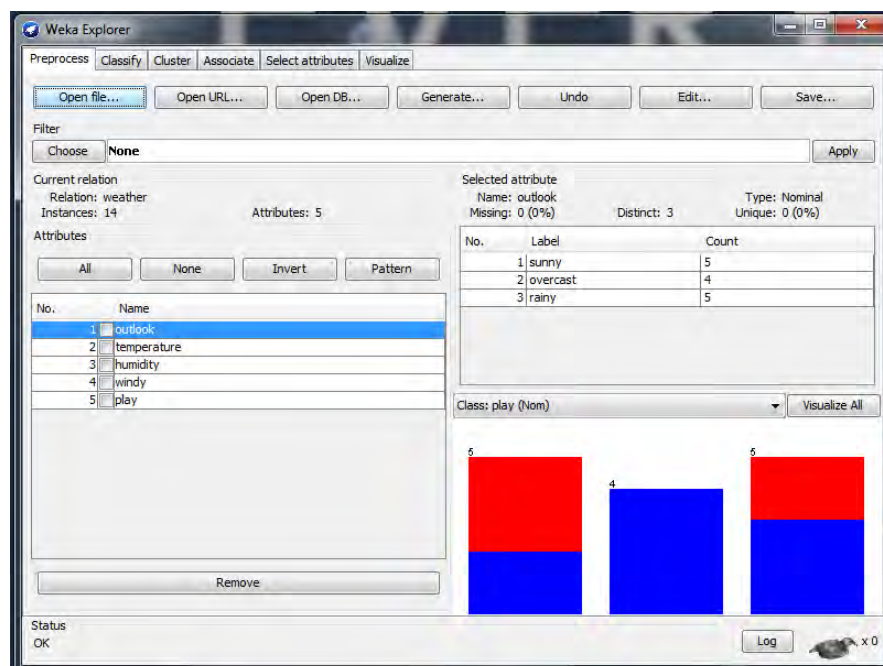 Weka Explorer
Preprocess Classify Cluster Associate Select attributes Visualize
Open file... Open URL... Open DB... Generate... Undo Edit... Save...
Filter
Choose None Apply
Current relation
Relation: weather
Instances: 14 Attributes: 5
Attributes
All None Invert Pattern
No. Name
1 outlook
2 temperature
3 humidity
4 windy
5 play
Remove
Selected attribute
Name: outlook Type: Nominal
Missing: 0 (0%) Distinct: 3 Unique: 0 (0%)
No. Label Count
1 sunny 5
2 overcast 4
3 rainy 5
Class: play (Nom) Visualize All
5 4 5
Status
OK Log x 0